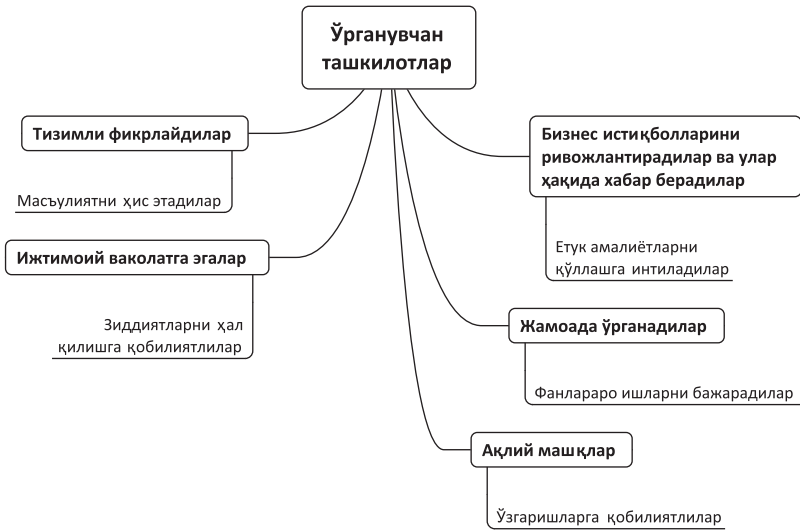 Ўрганувчан
ташкилотлар
Тизимли фикрлайдилар
Масъулиятни ҳис этадилар
Ижтимоий ваколатга эгалар
Зиддиятларни ҳал
қилишга қобилиятлилар
Бизнес истиқболларини
ривожлантирадилар ва улар
ҳақида хабар берадилар
Етук амалиётларни
қўллашга интиладилар
Жамоада ўрганадилар
Фанлараро ишларни бажарадилар
Ақлий машқлар
Ўзгаришларга қобилиятлилар